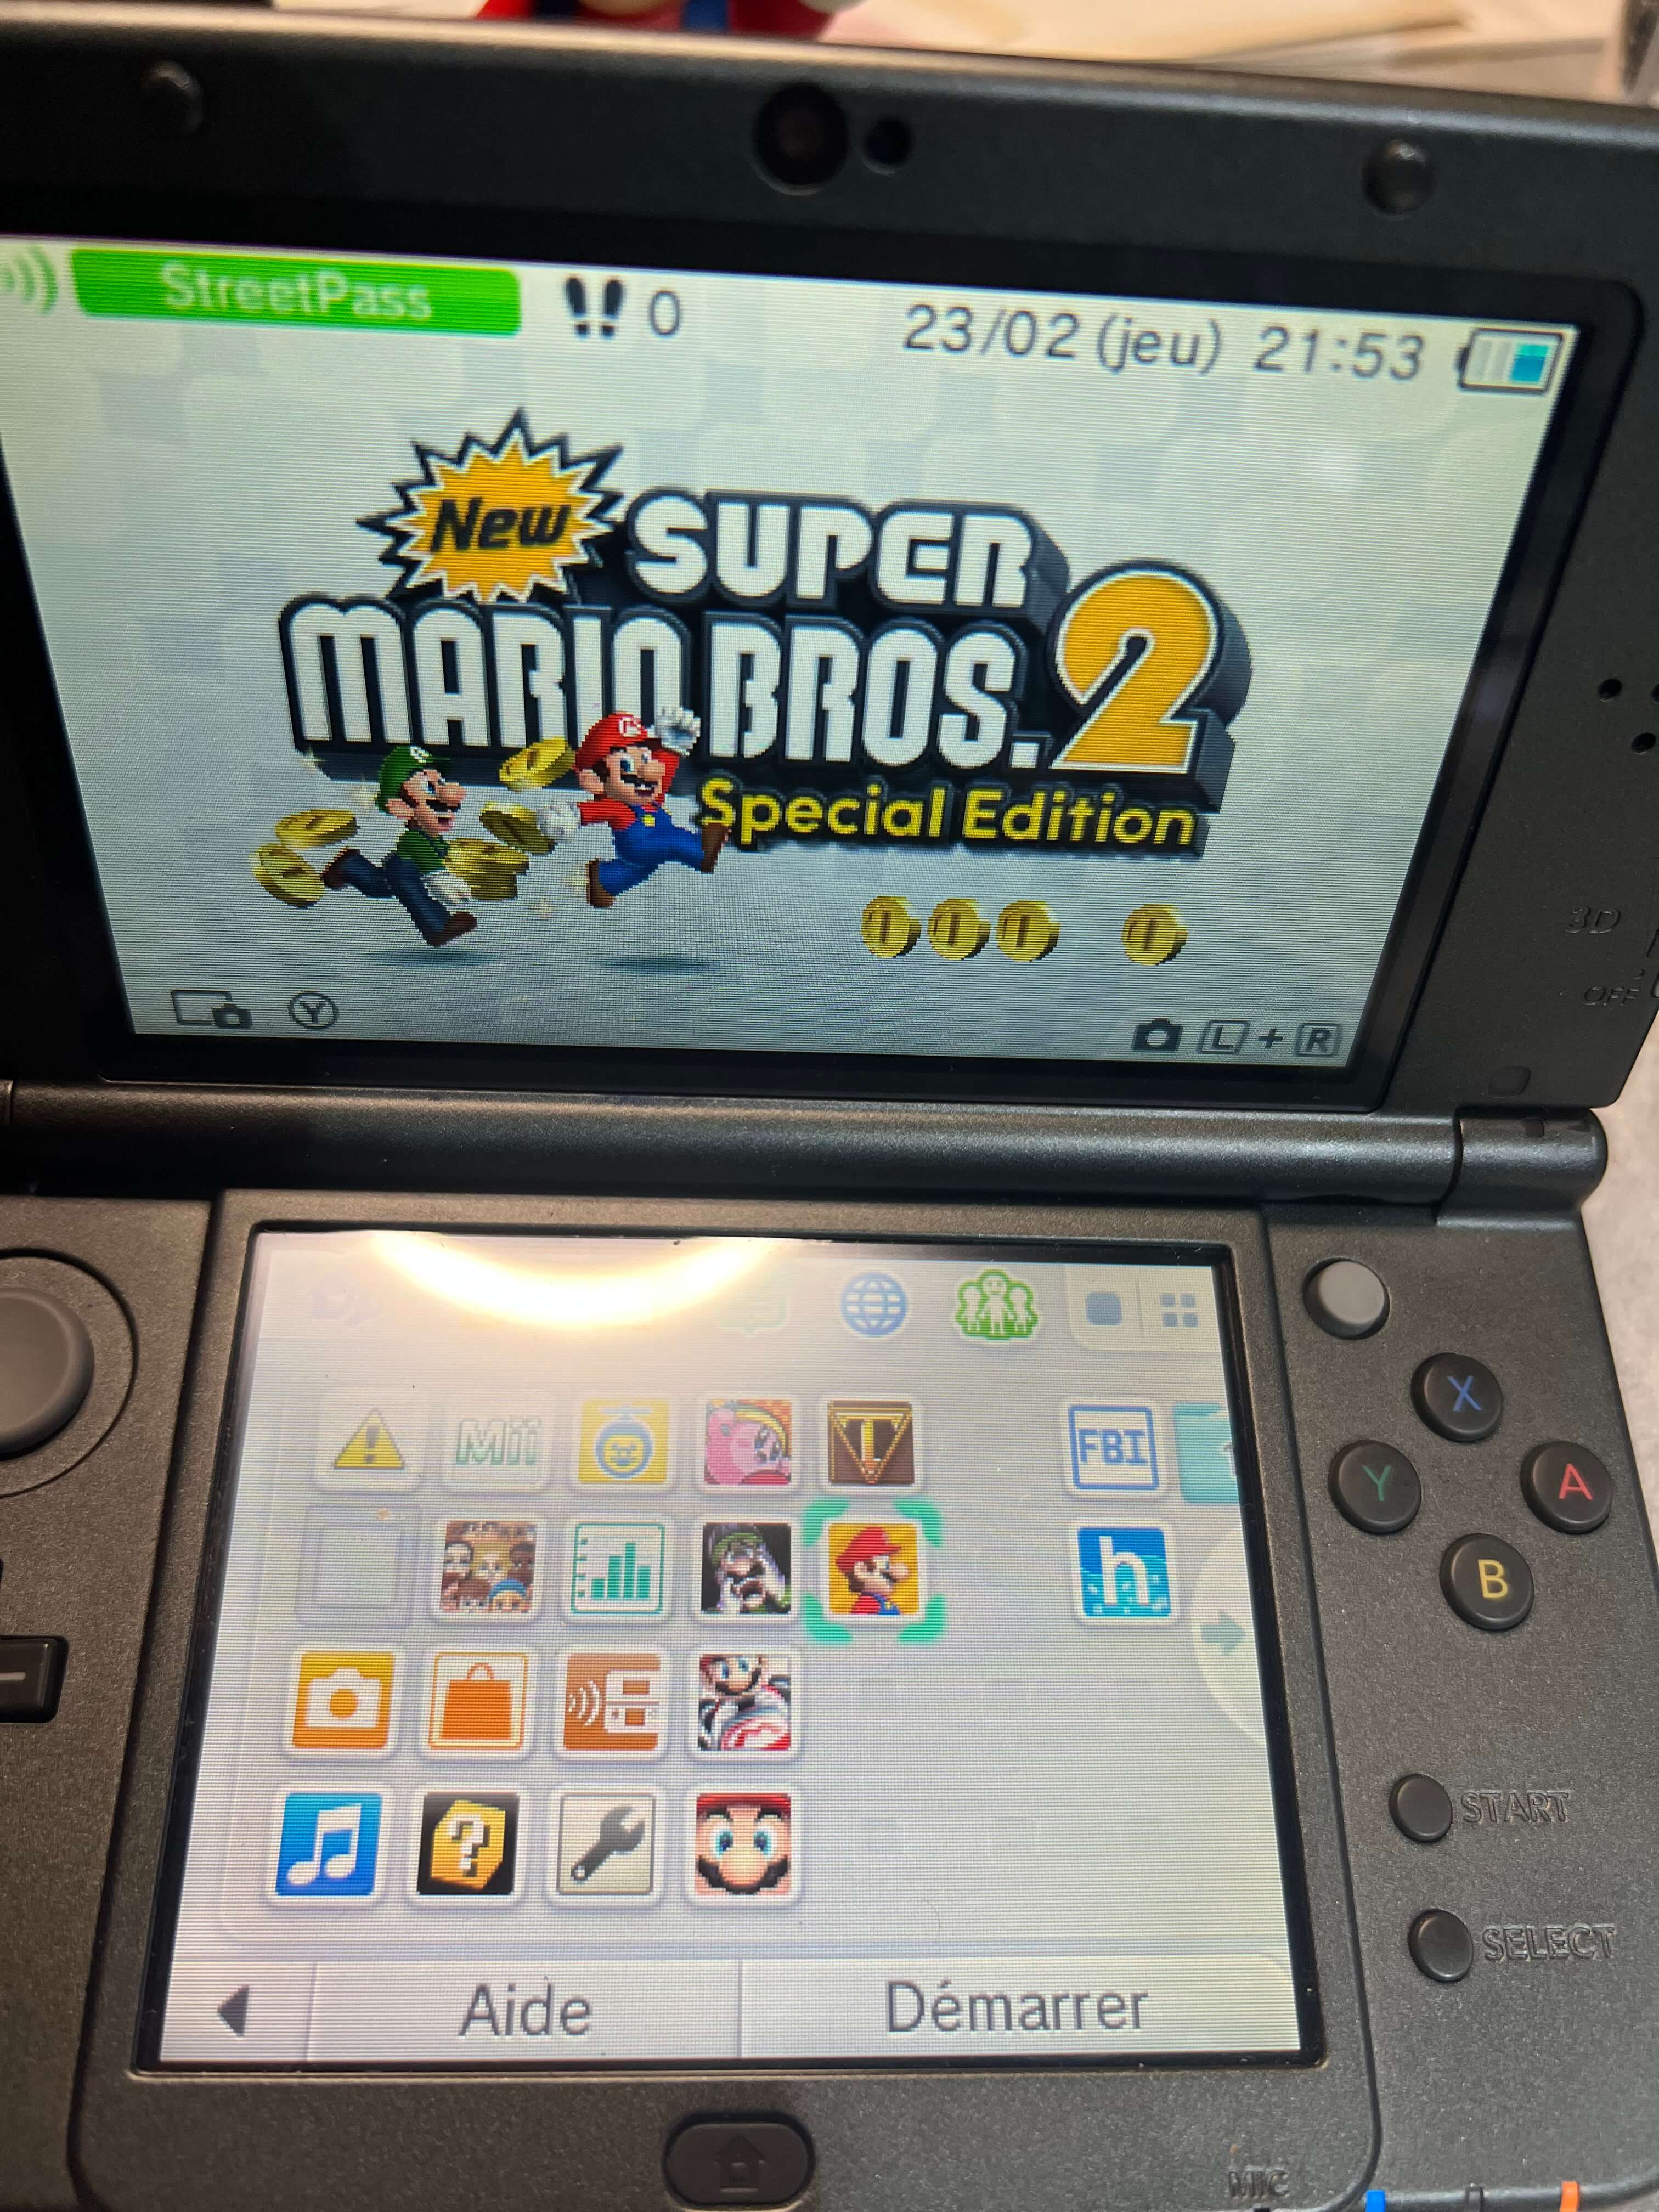 StreetPass 0 23/02 (jeu) 21:53
New SUPER
MARIO BROS. 2
Special Edition
3D
OFF
Y L + R
Mii T FBI
h
X
Y A
B
?
START
SELECT
Aide Démarrer
MIC